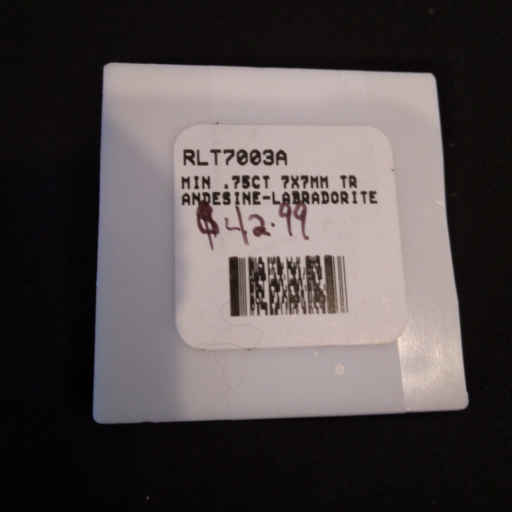 RLT7003A
MIN .75CT 7X7MM TR
ANDESINE-LABRADORITE
$42.99